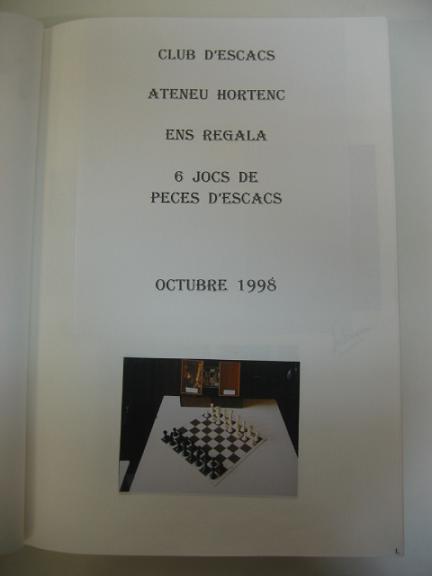 CLUB D'ESCACS
ATENEU HORTENC
ENS REGALA
6 JOCS DE
PECES D'ESCACS
OCTUBRE 1998